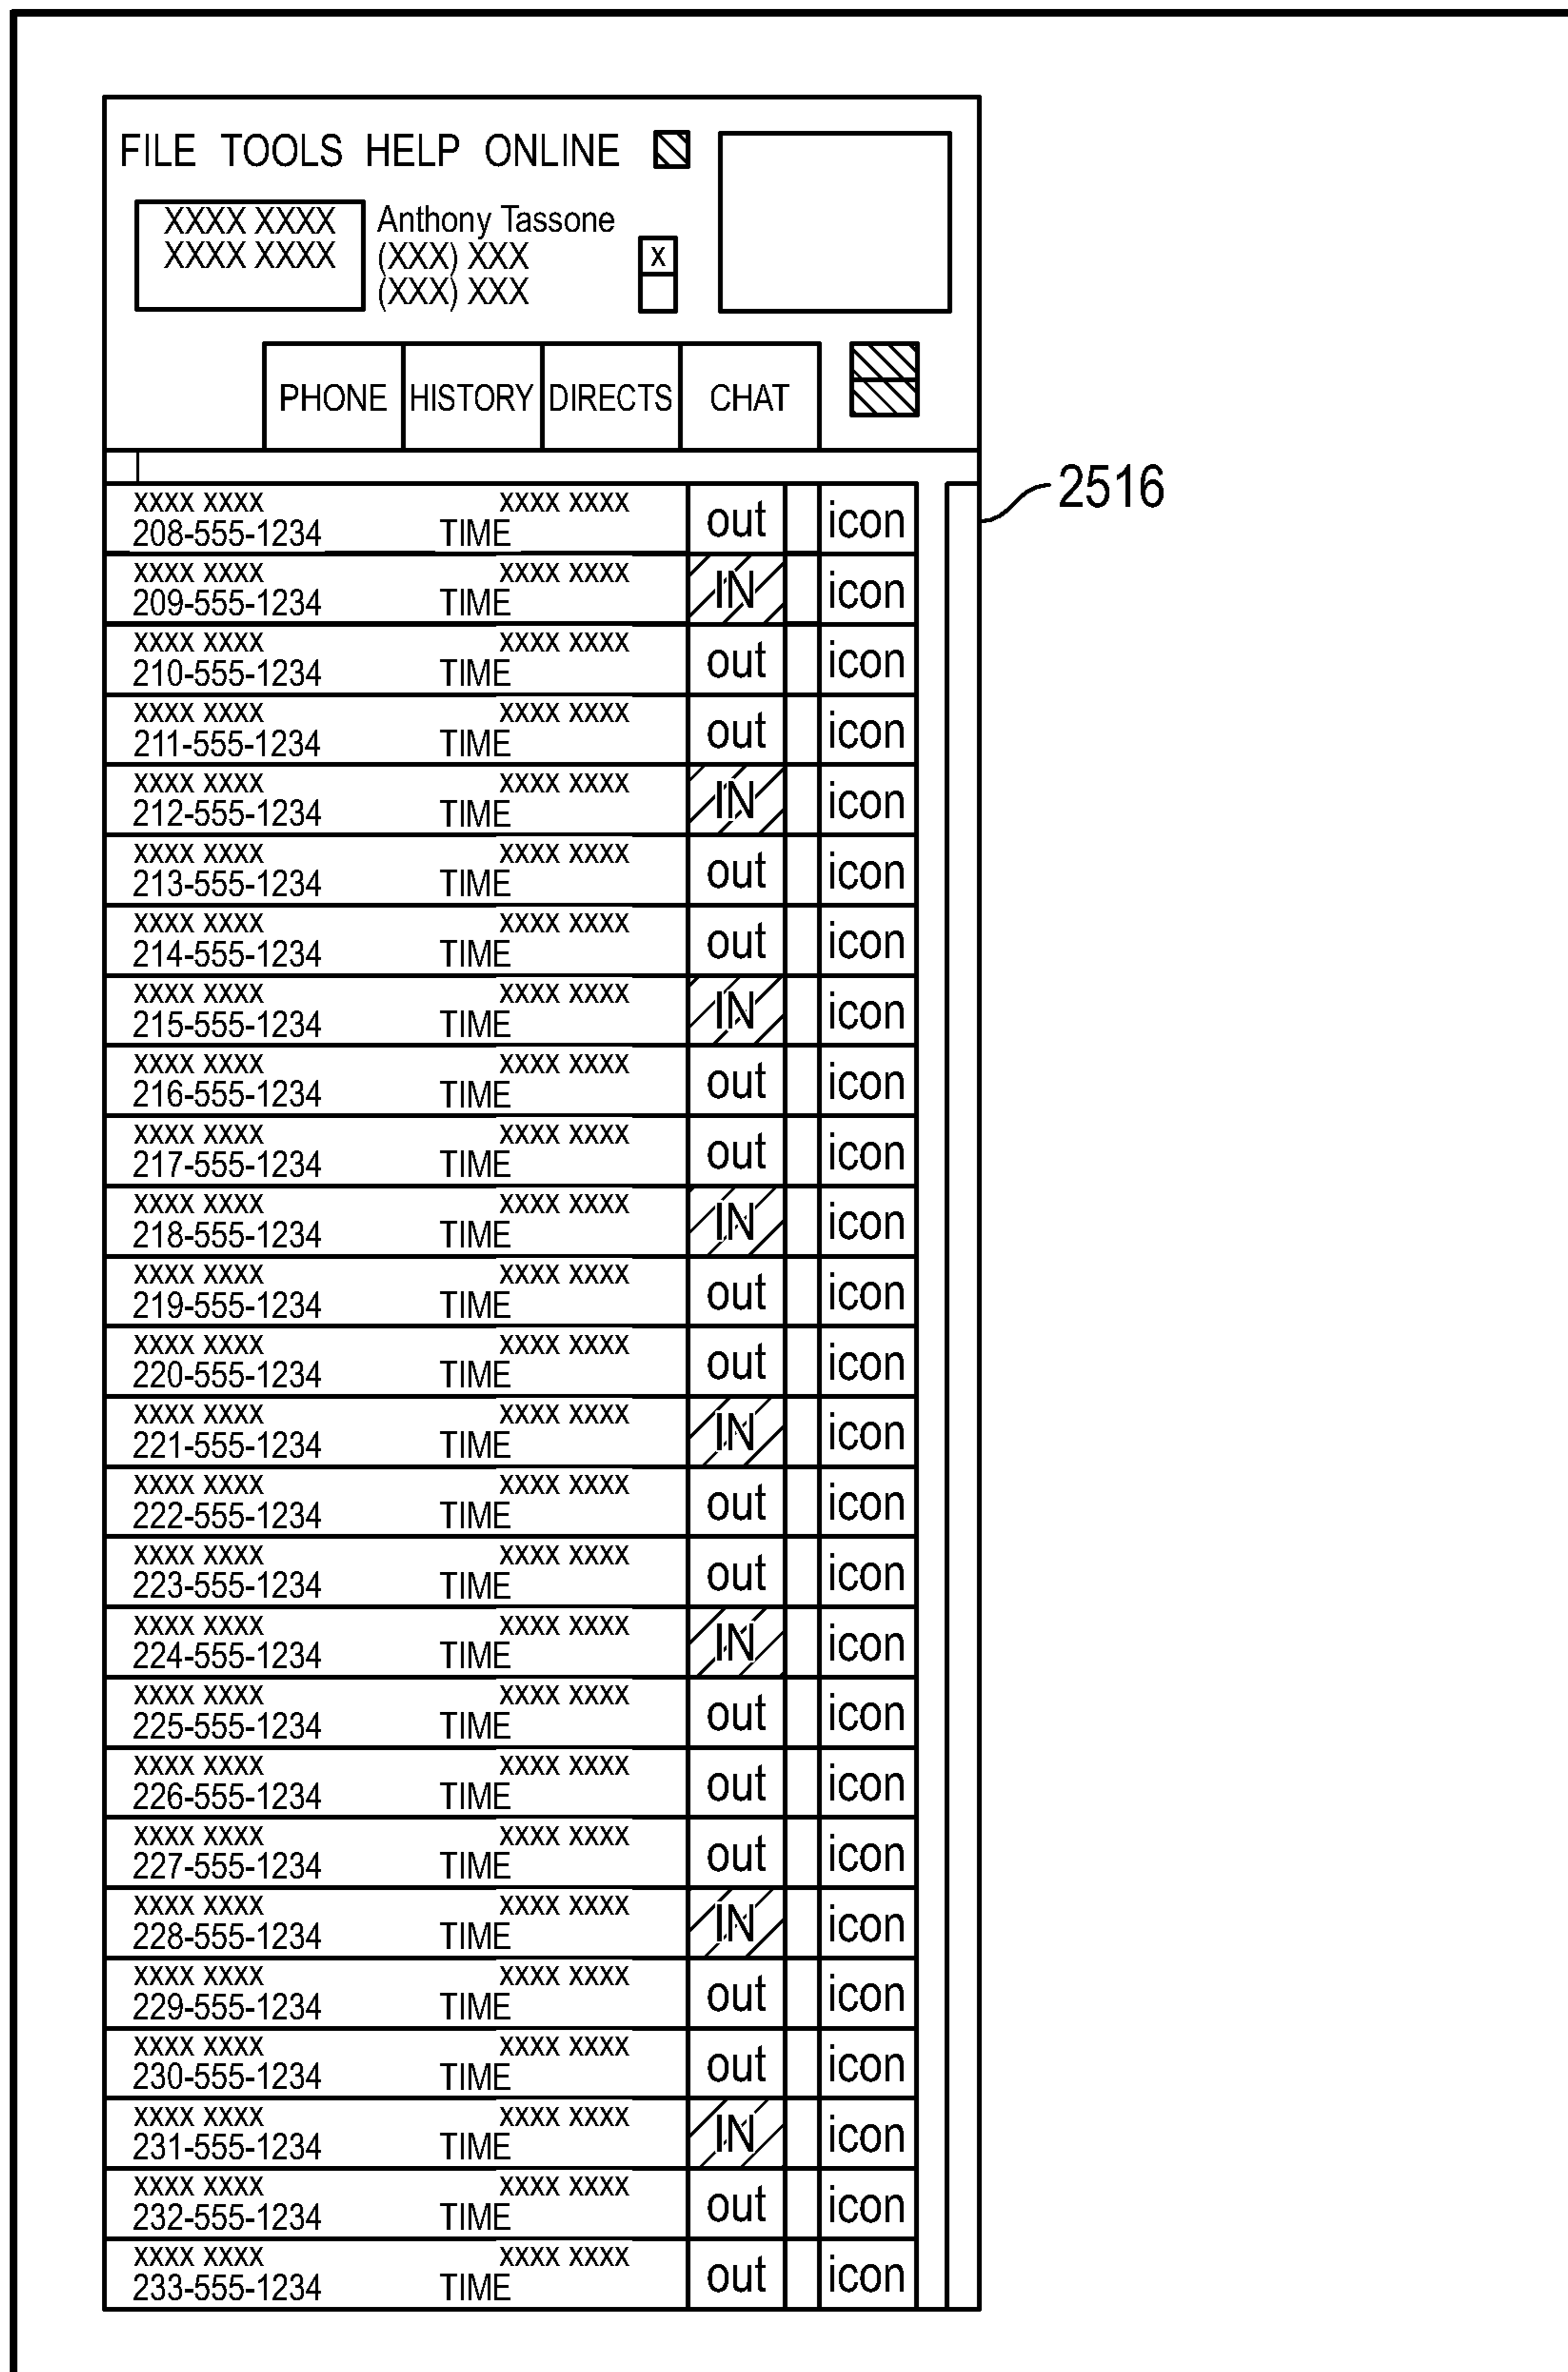 FILE TOOLS HELP ONLINE
XXXX XXXX
XXXX XXXX
Anthony Tassone
(XXX) XXX
(XXX) XXX
X
PHONE HISTORY DIRECTS CHAT
2516
XXXX XXXX XXXX XXXX
208-555-1234 TIME out icon
XXXX XXXX XXXX XXXX
209-555-1234 TIME IN icon
XXXX XXXX XXXX XXXX
210-555-1234 TIME out icon
XXXX XXXX XXXX XXXX
211-555-1234 TIME out icon
XXXX XXXX XXXX XXXX
212-555-1234 TIME IN icon
XXXX XXXX XXXX XXXX
213-555-1234 TIME out icon
XXXX XXXX XXXX XXXX
214-555-1234 TIME out icon
XXXX XXXX XXXX XXXX
215-555-1234 TIME IN icon
XXXX XXXX XXXX XXXX
216-555-1234 TIME out icon
XXXX XXXX XXXX XXXX
217-555-1234 TIME out icon
XXXX XXXX XXXX XXXX
218-555-1234 TIME IN icon
XXXX XXXX XXXX XXXX
219-555-1234 TIME out icon
XXXX XXXX XXXX XXXX
220-555-1234 TIME out icon
XXXX XXXX XXXX XXXX
221-555-1234 TIME IN icon
XXXX XXXX XXXX XXXX
222-555-1234 TIME out icon
XXXX XXXX XXXX XXXX
223-555-1234 TIME out icon
XXXX XXXX XXXX XXXX
224-555-1234 TIME IN icon
XXXX XXXX XXXX XXXX
225-555-1234 TIME out icon
XXXX XXXX XXXX XXXX
226-555-1234 TIME out icon
XXXX XXXX XXXX XXXX
227-555-1234 TIME out icon
XXXX XXXX XXXX XXXX
228-555-1234 TIME IN icon
XXXX XXXX XXXX XXXX
229-555-1234 TIME out icon
XXXX XXXX XXXX XXXX
230-555-1234 TIME out icon
XXXX XXXX XXXX XXXX
231-555-1234 TIME IN icon
XXXX XXXX XXXX XXXX
232-555-1234 TIME out icon
XXXX XXXX XXXX XXXX
233-555-1234 TIME out icon